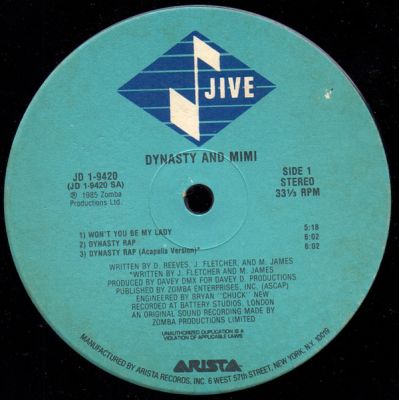 JIVE
DYNASTY AND MIMI
JD 1-9420
(JD 1-9420 SA)
℗ 1985 Zomba
Productions Ltd.
SIDE 1
STEREO
33⅓ RPM
1) WON'T YOU BE MY LADY 5:18
2) DYNASTY RAP 6:02
3) DYNASTY RAP (Acapella Version)* 6:02
WRITTEN BY D. REEVES, J. FLETCHER, AND M. JAMES
*WRITTEN BY J. FLETCHER AND M. JAMES
PRODUCED BY DAVEY DMX FOR DAVEY D. PRODUCTIONS
PUBLISHED BY ZOMBA ENTERPRISES, INC. (ASCAP)
ENGINEERED BY BRYAN "CHUCK" NEW
RECORDED AT BATTERY STUDIOS, LONDON
AN ORIGINAL SOUND RECORDING MADE BY
ZOMBA PRODUCTIONS LIMITED
UNAUTHORIZED DUPLICATION IS A
VIOLATION OF APPLICABLE LAWS
ARISTA
MANUFACTURED BY ARISTA RECORDS, INC. 6 WEST 57th STREET, NEW YORK, N.Y. 10019